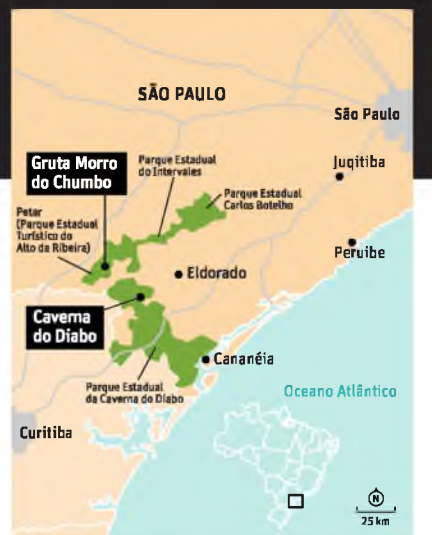 SÃO PAULO
São Paulo
Gruta Morro
do Chumbo
Parque Estadual
do Intervales
Juqitiba
Parque Estadual
Carlos Botelho
Petar
(Parque Estadual
Turístico do
Alto da Ribeira)
Peruibe
Eldorado
Caverna
do Diabo
Cananéia
Parque Estadual
da Caverna do Diabo
Oceano Atlântico
Curitiba
N
25 km